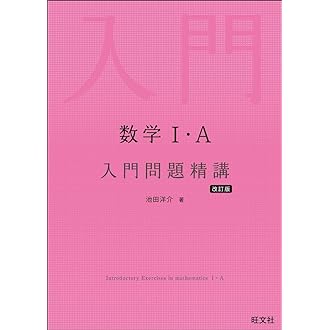 入門
数学 I・A
入門問題精講
改訂版
池田洋介 著
Introductory Exercises in mathematics I・A
旺文社